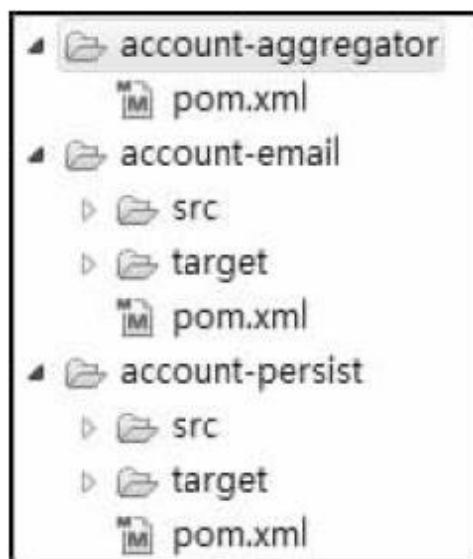 account-aggregator
pom.xml
account-email
src
target
pom.xml
account-persist
src
target
pom.xml